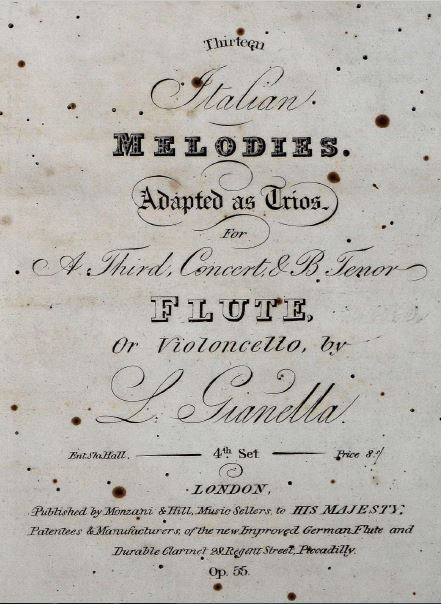 Thirteen
Italian
MELODIES.
Adapted as Trios.
For
A Third, Concert, & B Tenor
FLUTE,
Or Violoncello, by
L. Gianella.
Ent. Sta. Hall. 4th Set Price 8s/
LONDON,
Published by Monzani & Hill, Music Sellers, to HIS MAJESTY;
Patentees & Manufacturers, of the new Improved German Flute and
Durable Clarinet 28 Regent Street, Piccadilly.
Op. 55.